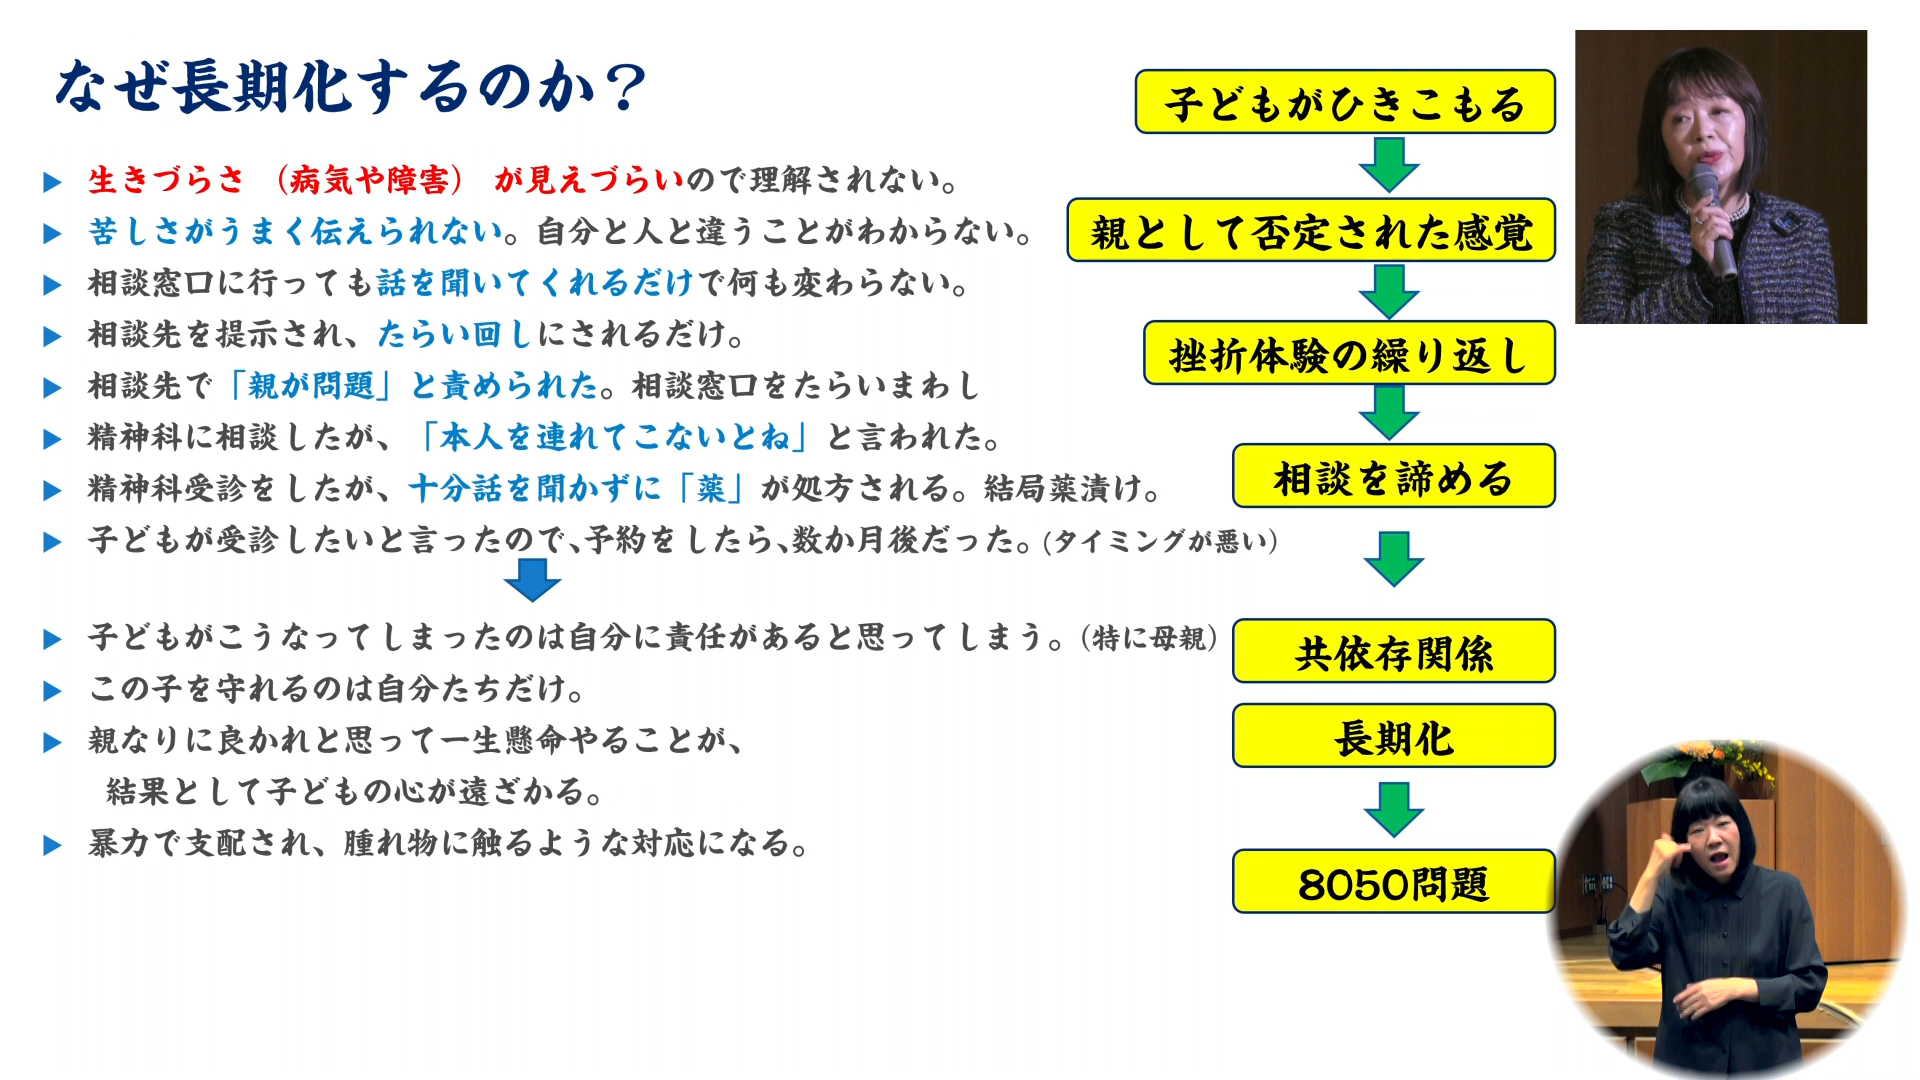 なぜ長期化するのか？
生きづらさ （病気や障害） が見えづらいので理解されない。
苦しさがうまく伝えられない。自分と人と違うことがわからない。
相談窓口に行っても話を聞いてくれるだけで何も変わらない。
相談先を提示され、たらい回しにされるだけ。
相談先で「親が問題」と責められた。相談窓口をたらいまわし
精神科に相談したが、「本人を連れてこないとね」と言われた。
精神科受診をしたが、十分話を聞かずに「薬」が処方される。結局薬漬け。
子どもが受診したいと言ったので、予約をしたら、数か月後だった。(タイミングが悪い）
子どもがこうなってしまったのは自分に責任があると思ってしまう。（特に母親）
この子を守れるのは自分たちだけ。
親なりに良かれと思って一生懸命やることが、
結果として子どもの心が遠ざかる。
暴力で支配され、腫れ物に触るような対応になる。
子どもがひきこもる
親として否定された感覚
挫折体験の繰り返し
相談を諦める
共依存関係
長期化
8050問題